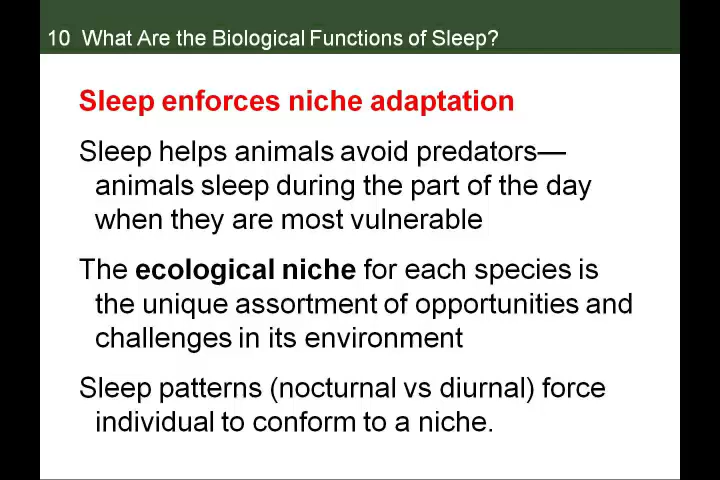 10 What Are the Biological Functions of Sleep?
Sleep enforces niche adaptation
Sleep helps animals avoid predators—
animals sleep during the part of the day
when they are most vulnerable
The ecological niche for each species is
the unique assortment of opportunities and
challenges in its environment
Sleep patterns (nocturnal vs diurnal) force
individual to conform to a niche.